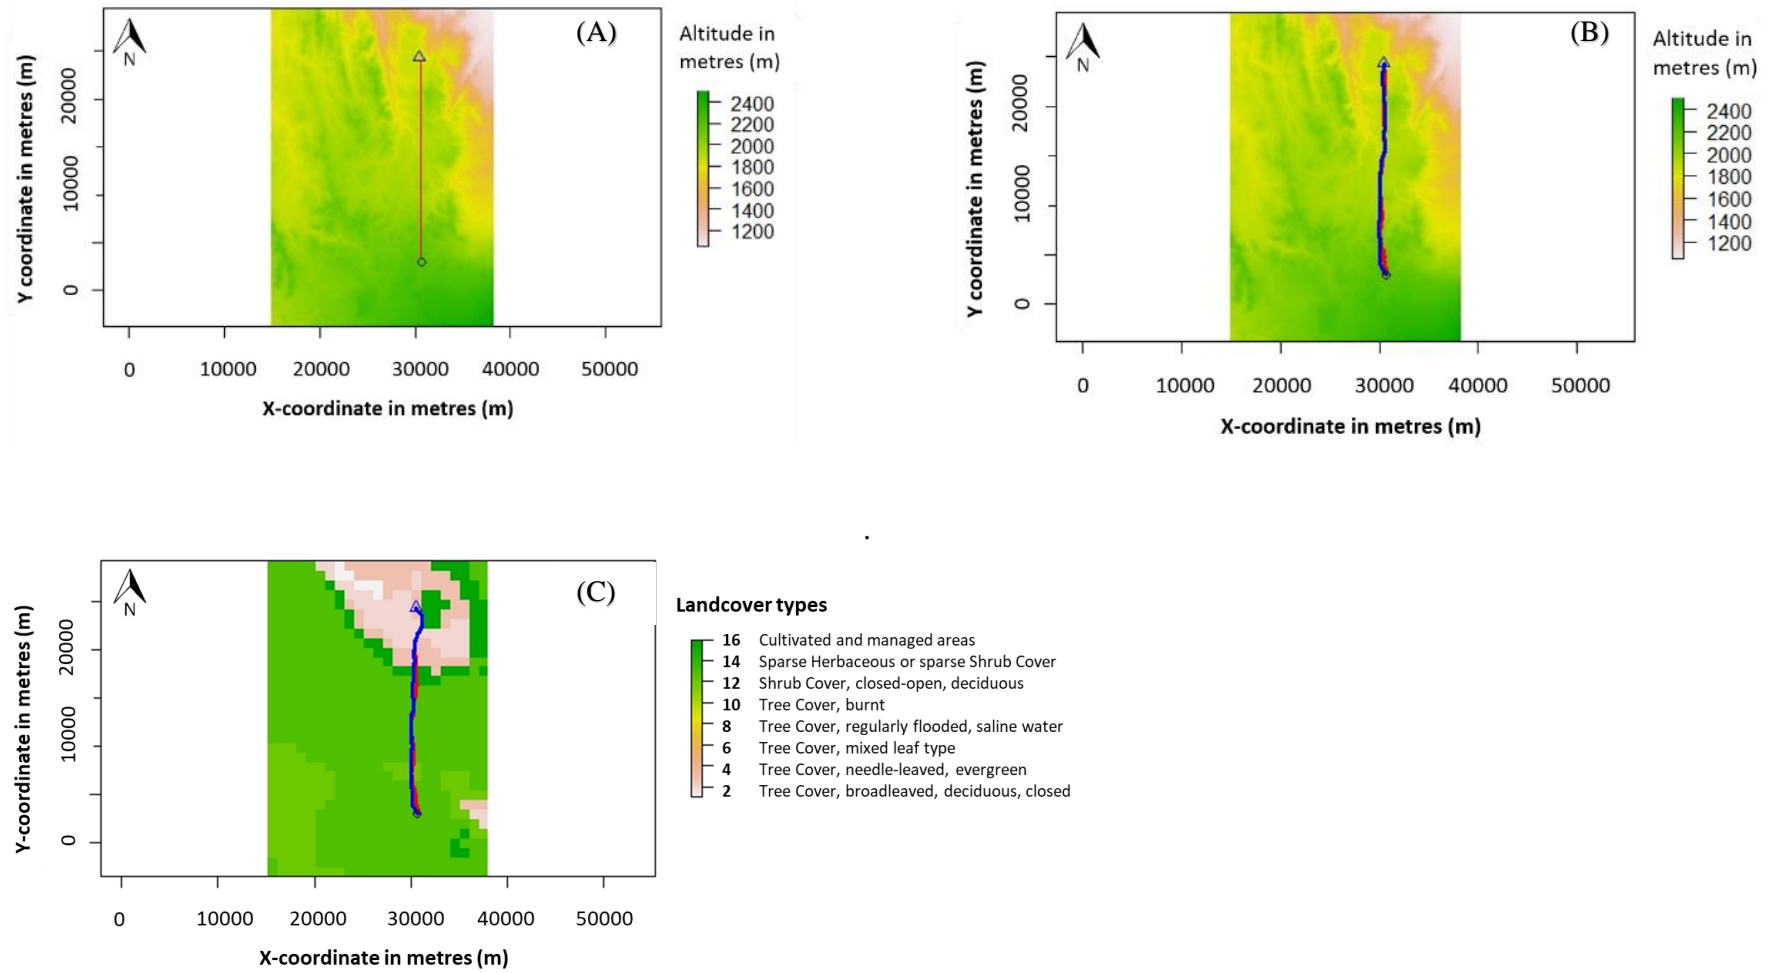 (A)
N
Altitude in
metres (m)
2400
2200
2000
1800
1600
1400
1200
Y coordinate in metres (m)
20000
10000
0
0 10000 20000 30000 40000 50000
X-coordinate in metres (m)
(B)
N
Altitude in
metres (m)
2400
2200
2000
1800
1600
1400
1200
Y coordinate in metres (m)
20000
10000
0
0 10000 20000 30000 40000 50000
X-coordinate in metres (m)
.
(C)
N
Landcover types
16 Cultivated and managed areas
14 Sparse Herbaceous or sparse Shrub Cover
12 Shrub Cover, closed-open, deciduous
10 Tree Cover, burnt
8 Tree Cover, regularly flooded, saline water
6 Tree Cover, mixed leaf type
4 Tree Cover, needle-leaved, evergreen
2 Tree Cover, broadleaved, deciduous, closed
Y-coordinate in metres (m)
20000
10000
0
0 10000 20000 30000 40000 50000
X-coordinate in metres (m)